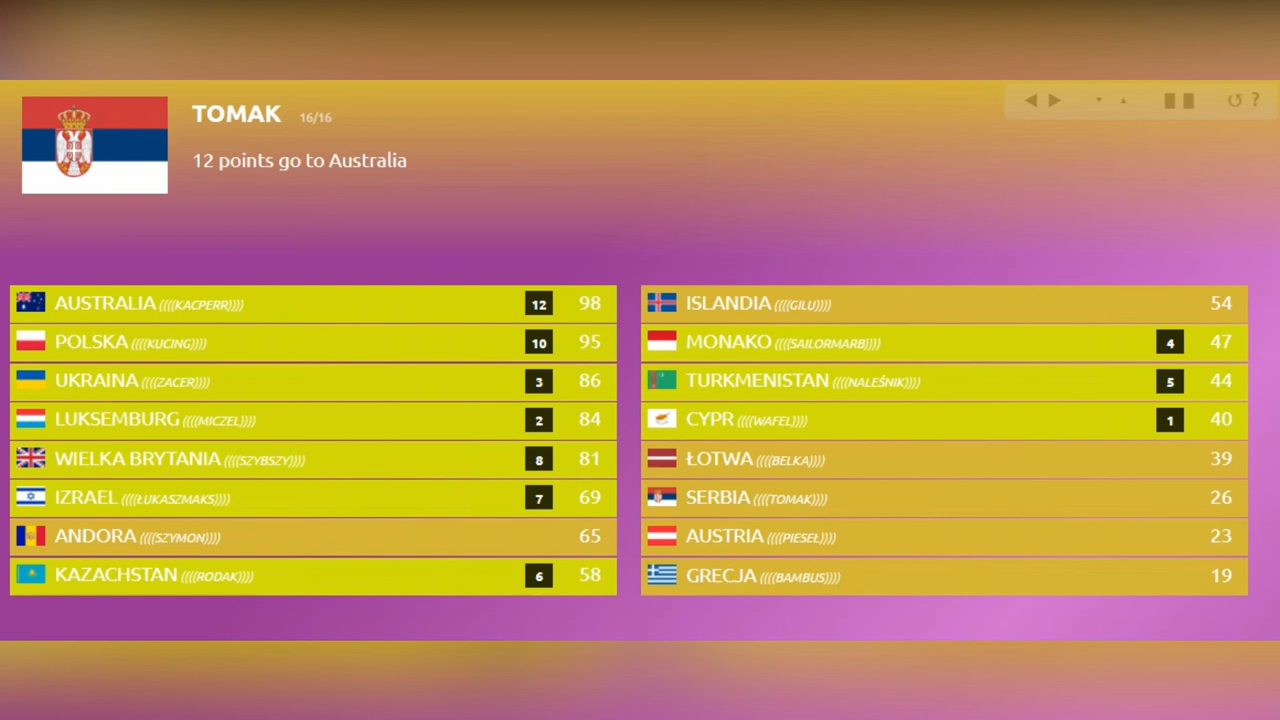 TOMAK 16/16
↺ ?
12 points go to Australia
AUSTRALIA ((((KACPERR)))) 12 98
POLSKA ((((KUCING)))) 10 95
UKRAINA ((((ZACER)))) 3 86
LUKSEMBURG ((((MICZEL)))) 2 84
WIELKA BRYTANIA ((((SZYBSZY)))) 8 81
IZRAEL ((((ŁUKASZMAKS)))) 7 69
ANDORA ((((SZYMON)))) 65
KAZACHSTAN ((((RODAK)))) 6 58
ISLANDIA ((((GILU)))) 54
MONAKO ((((SAILORMARB)))) 4 47
TURKMENISTAN ((((NALEŚNIK)))) 5 44
CYPR ((((WAFEL)))) 1 40
ŁOTWA ((((BELKA)))) 39
SERBIA ((((TOMAK)))) 26
AUSTRIA ((((PIESEŁ)))) 23
GRECJA ((((BAMBUS)))) 19